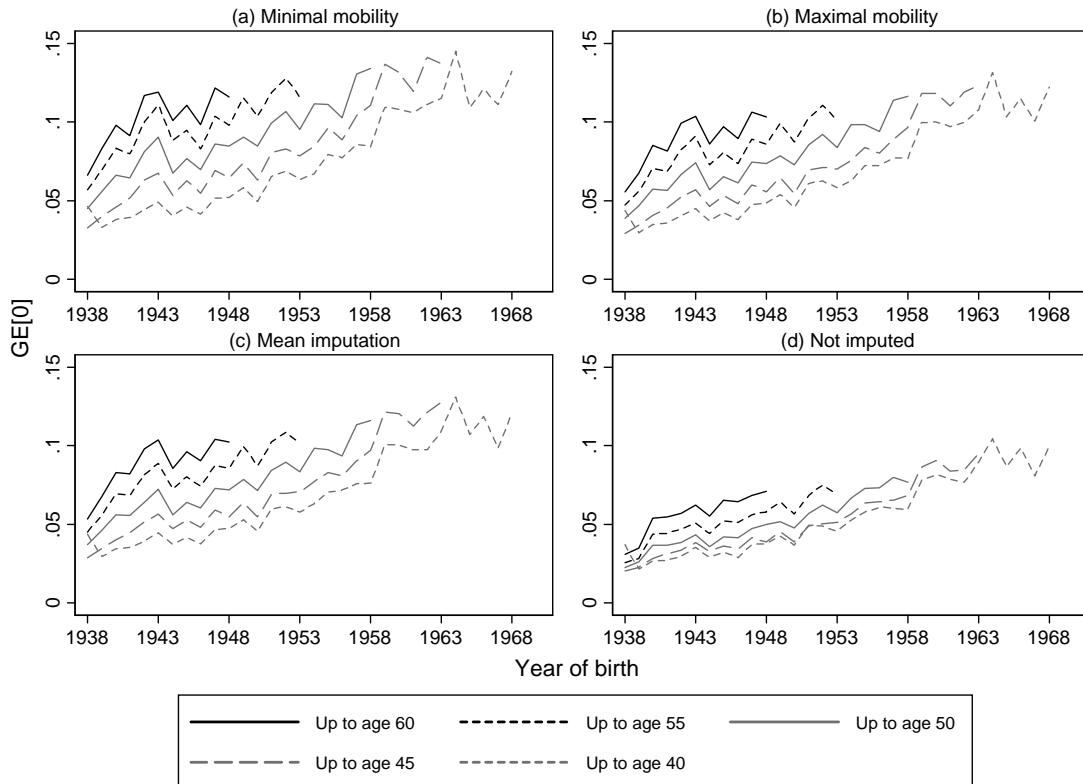 (a) Minimal mobility
(b) Maximal mobility
.15
.1
.05
0
1938 1943 1948 1953 1958 1963 1968
.15
.1
.05
0
1938 1943 1948 1953 1958 1963 1968
GE[0]
(c) Mean imputation
(d) Not imputed
.15
.1
.05
0
1938 1943 1948 1953 1958 1963 1968
.15
.1
.05
0
1938 1943 1948 1953 1958 1963 1968
Year of birth
Up to age 60
Up to age 55
Up to age 50
Up to age 45
Up to age 40